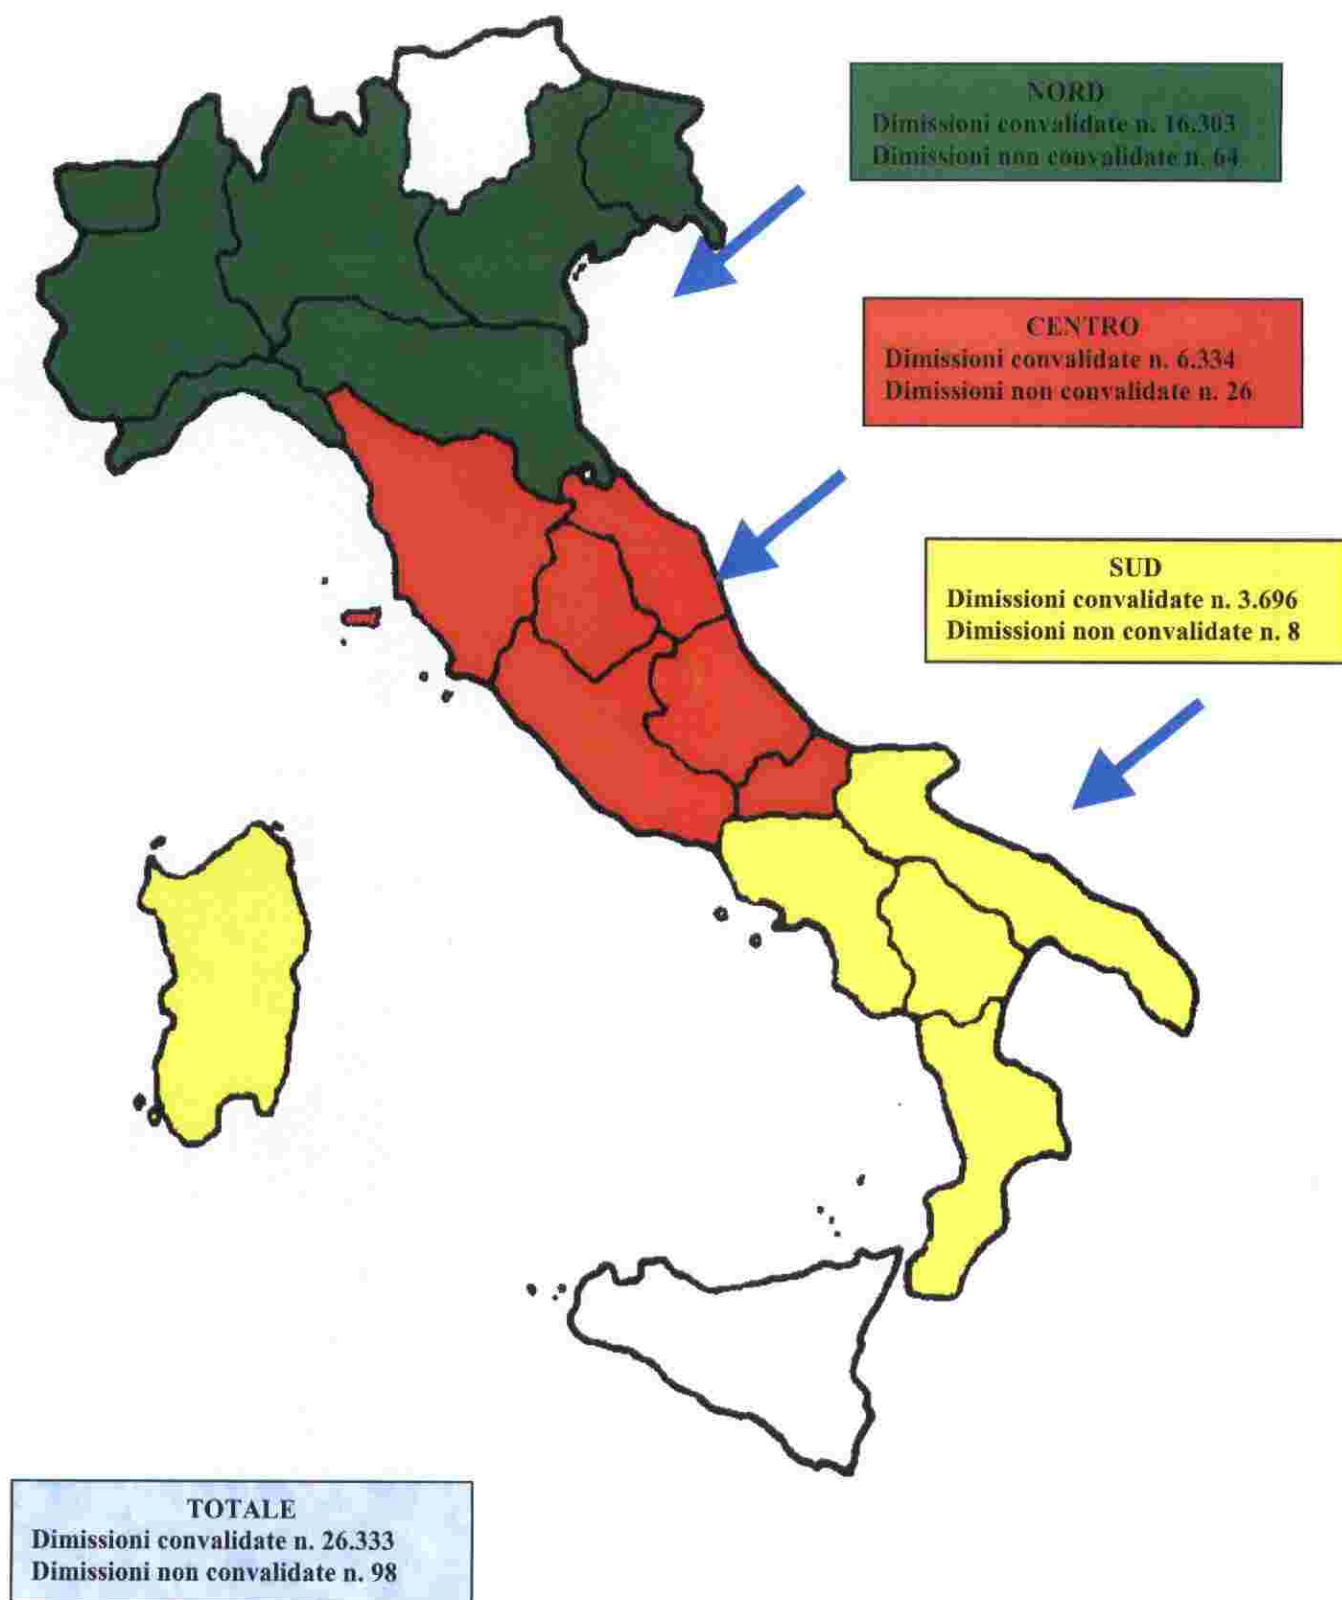 NORD
Dimissioni convalidate n. 16.303
Dimissioni non convalidate n. 64
CENTRO
Dimissioni convalidate n. 6.334
Dimissioni non convalidate n. 26
SUD
Dimissioni convalidate n. 3.696
Dimissioni non convalidate n. 8
TOTALE
Dimissioni convalidate n. 26.333
Dimissioni non convalidate n. 98